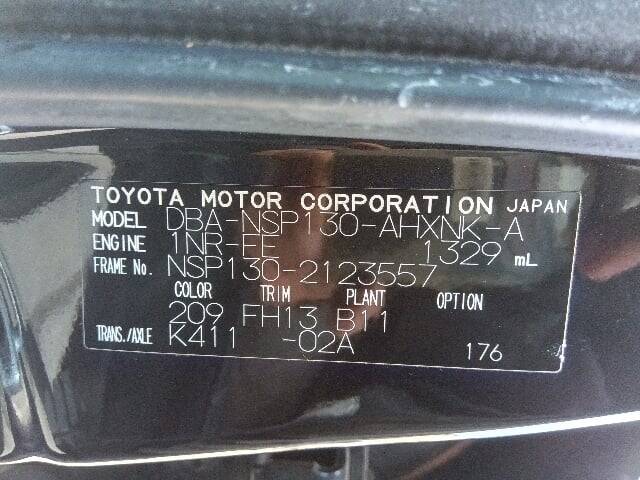 TOYOTA MOTOR CORPORATION JAPAN
MODEL DBA-NSP130-AHXNK-A
ENGINE 1NR-FE 1329 mL
FRAME No. NSP130-2123557
COLOR TRIM PLANT OPTION
209 FH13 B11
TRANS./AXLE K411 -02A 176